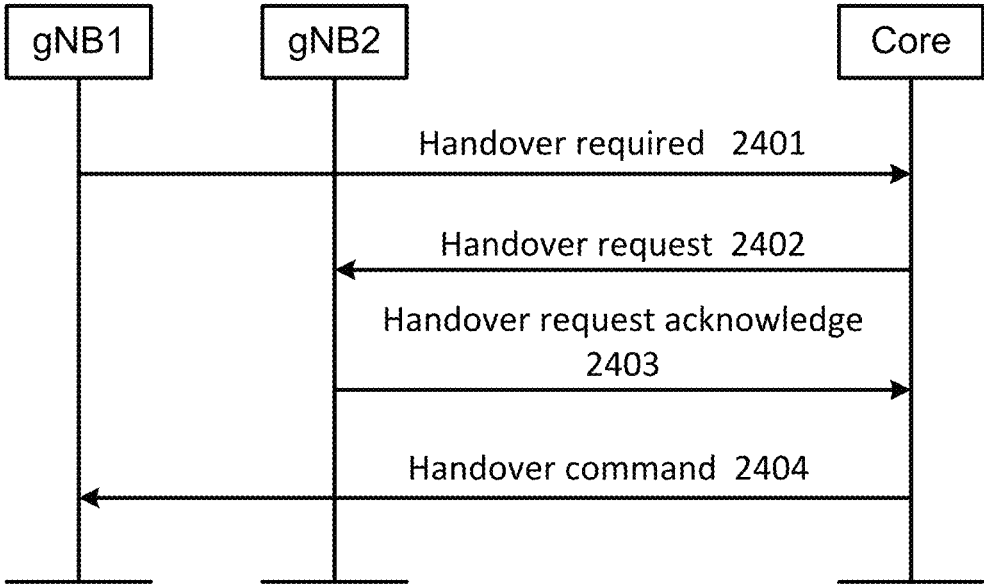 gNB1 gNB2 Core
Handover required 2401
Handover request 2402
Handover request acknowledge
2403
Handover command 2404